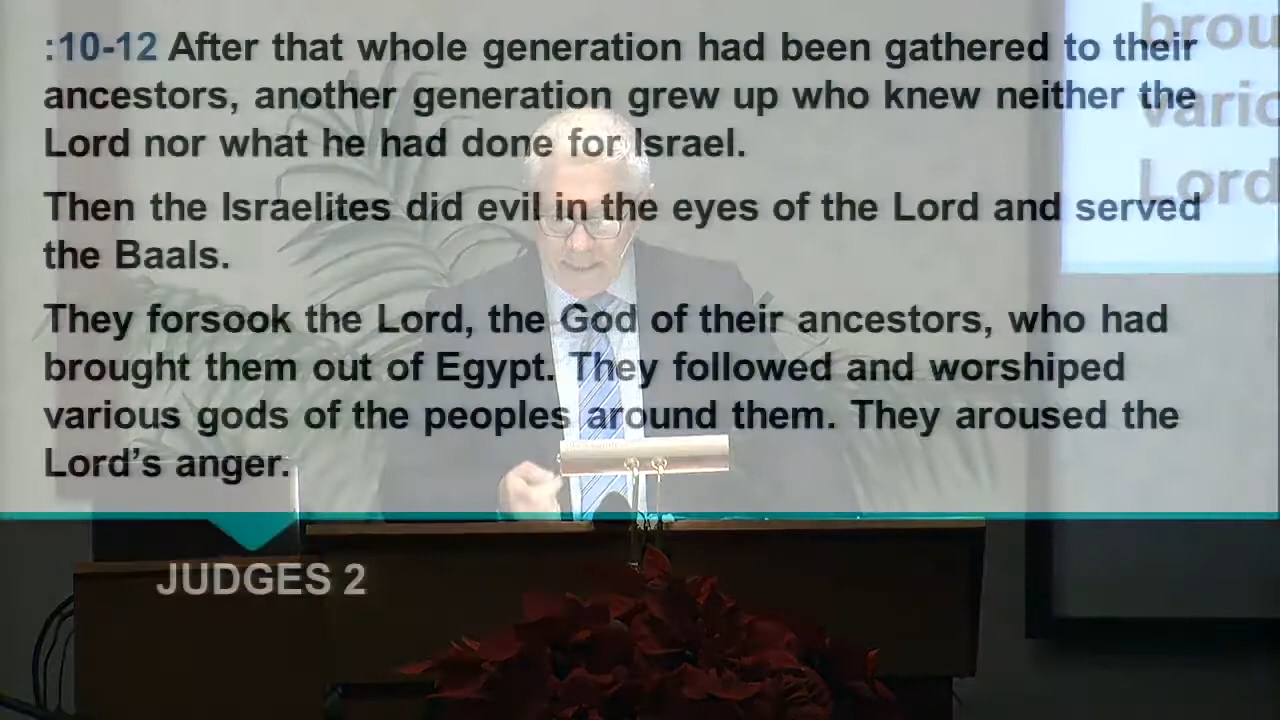 :10-12 After that whole generation had been gathered to their
ancestors, another generation grew up who knew neither the
Lord nor what he had done for Israel.
Then the Israelites did evil in the eyes of the Lord and served
the Baals.
They forsook the Lord, the God of their ancestors, who had
brought them out of Egypt. They followed and worshiped
various gods of the peoples around them. They aroused the
Lord’s anger.
JUDGES 2
brou
vario
Lord